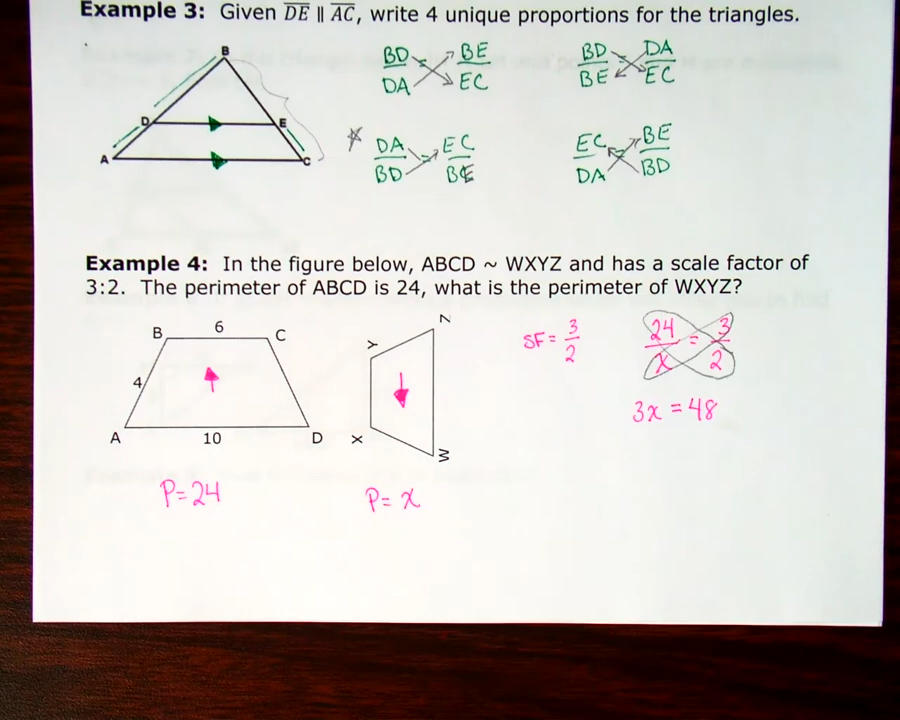 Example 3: Given DE ∥ AC, write 4 unique proportions for the triangles.
B
D
E
A
C
BD/DA = BE/EC
BD/BE = DA/EC
DA/BD = EC/BE
EC/DA = BE/BD
Example 4: In the figure below, ABCD ~ WXYZ and has a scale factor of
3:2. The perimeter of ABCD is 24, what is the perimeter of WXYZ?
B 6 C
4
A 10 D
Z
Y
X
W
SF = 3/2
24/x = 3/2
3x = 48
P= 24
P= x